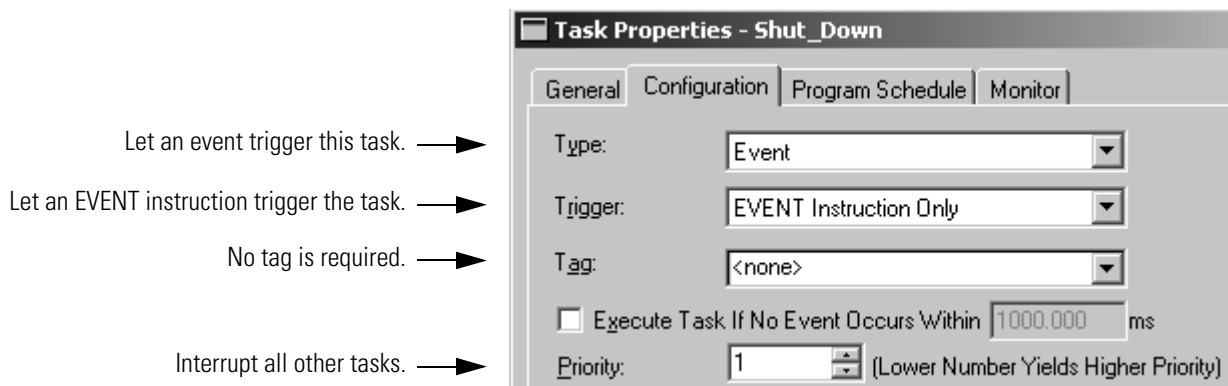 Task Properties - Shut_Down
General Configuration Program Schedule Monitor
Let an event trigger this task. Type: Event
Let an EVENT instruction trigger the task. Trigger: EVENT Instruction Only
No tag is required. Tag: <none>
Execute Task If No Event Occurs Within 1000.000 ms
Interrupt all other tasks. Priority: 1 (Lower Number Yields Higher Priority)